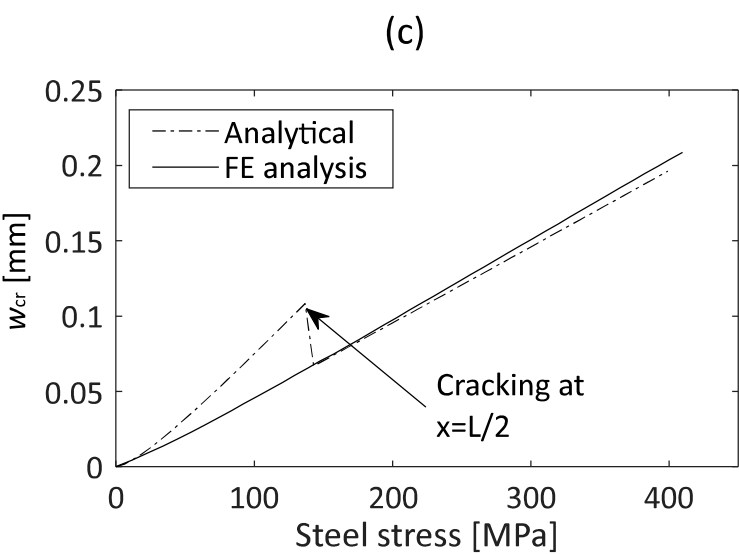 (c)
0.25
0.2
0.15
0.1
0.05
0
wcr [mm]
Analytical
FE analysis
Cracking at
x=L/2
0 100 200 300 400
Steel stress [MPa]